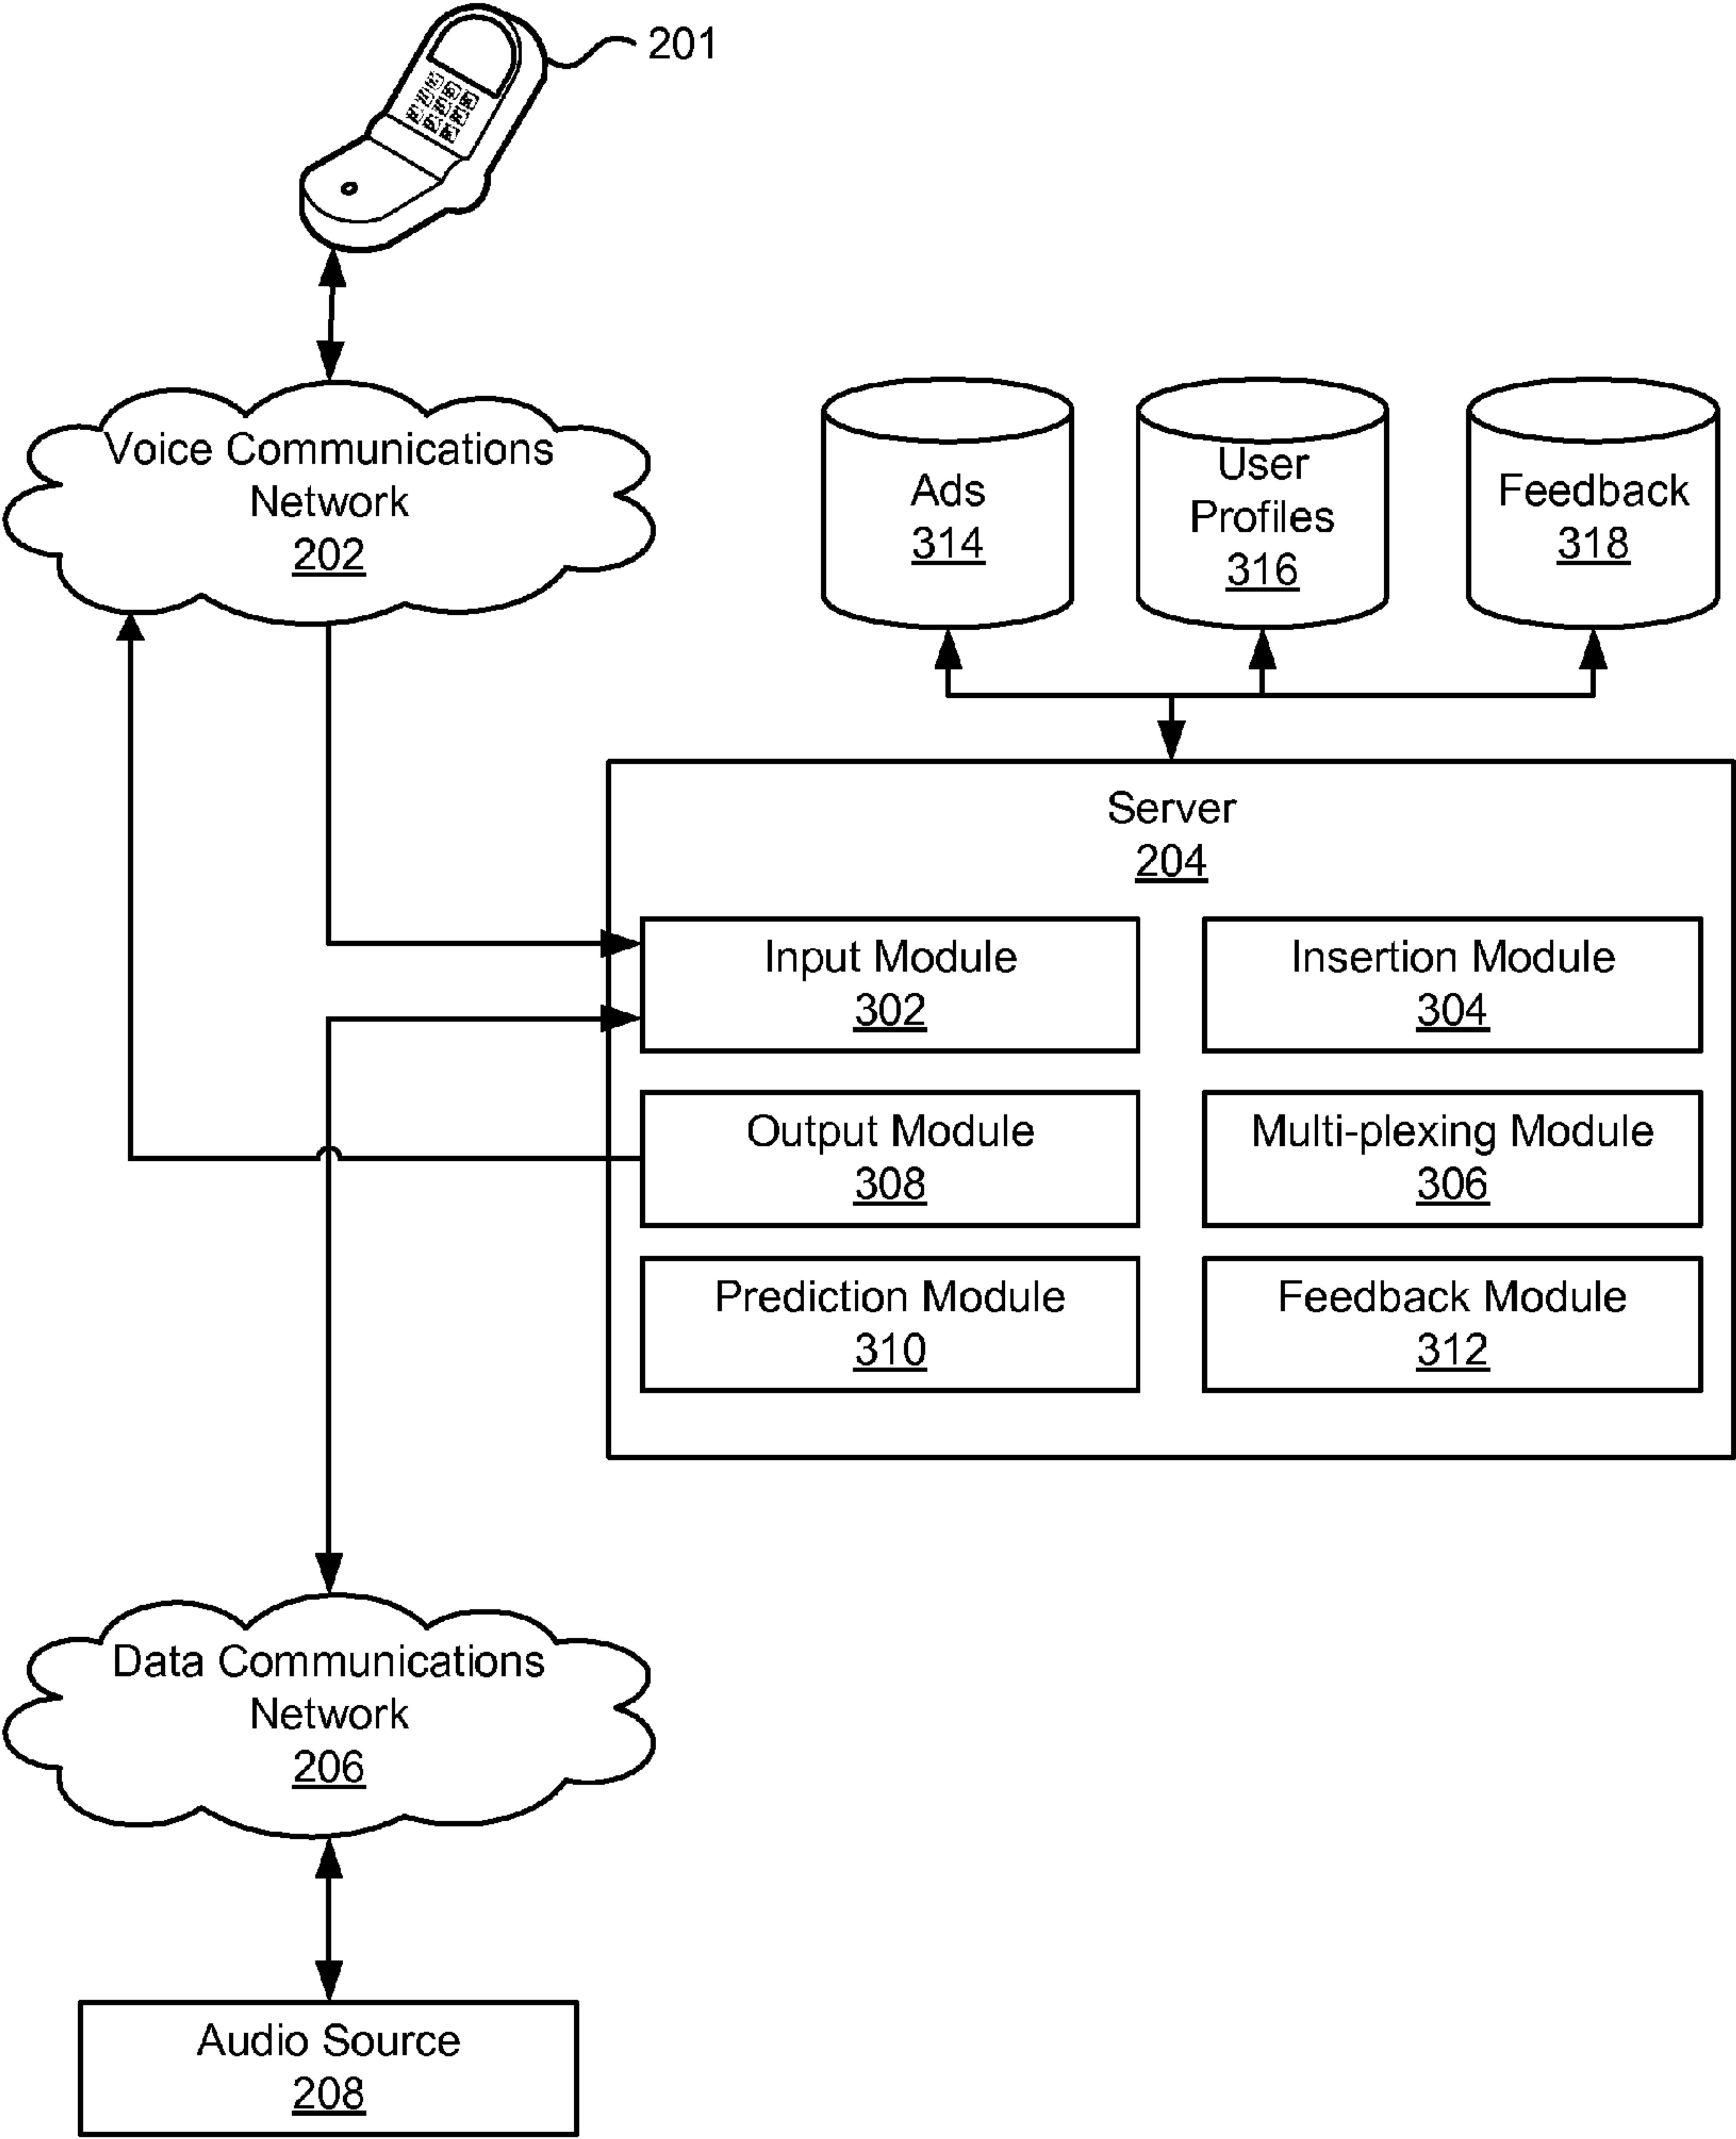 201
Voice Communications
Network
202
Ads
314
User
Profiles
316
Feedback
318
Server
204
Input Module
302
Insertion Module
304
Output Module
308
Multi-plexing Module
306
Prediction Module
310
Feedback Module
312
Data Communications
Network
206
Audio Source
208